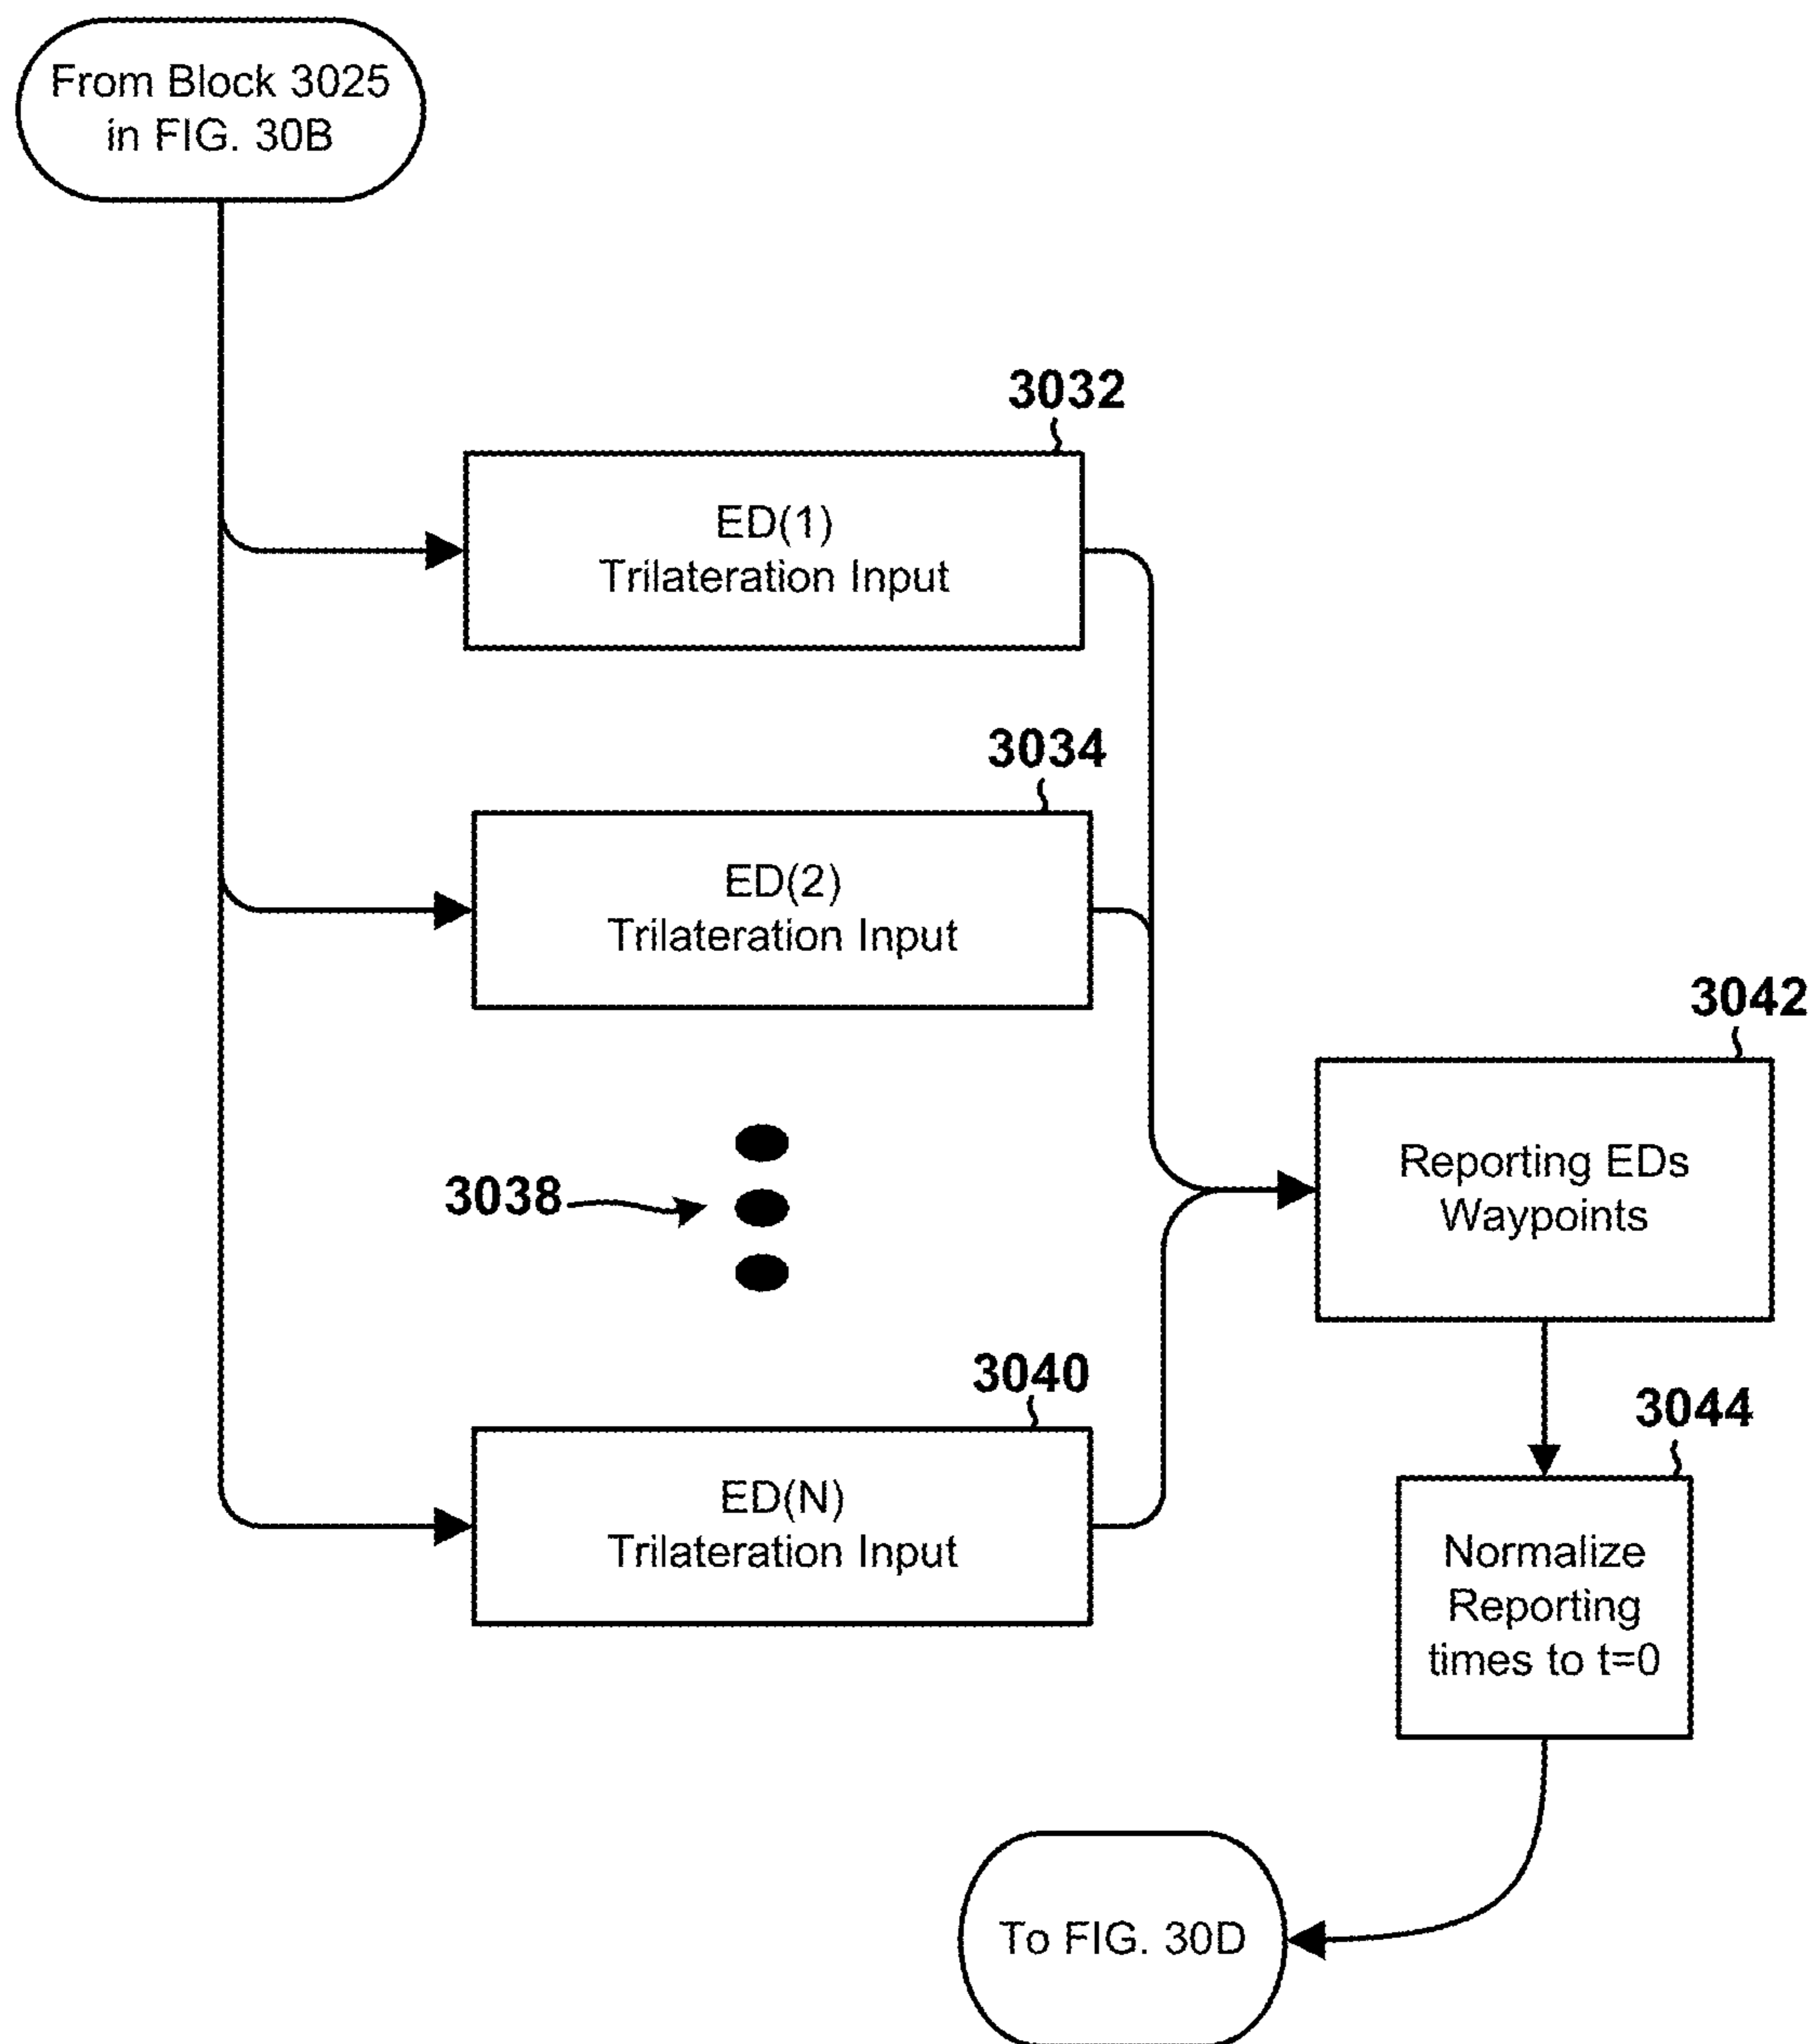 From Block 3025
in FIG. 30B
3032
ED(1)
Trilateration Input
3034
ED(2)
Trilateration Input
3038
3042
Reporting EDs
Waypoints
3040
ED(N)
Trilateration Input
3044
Normalize
Reporting
times to t=0
To FIG. 30D